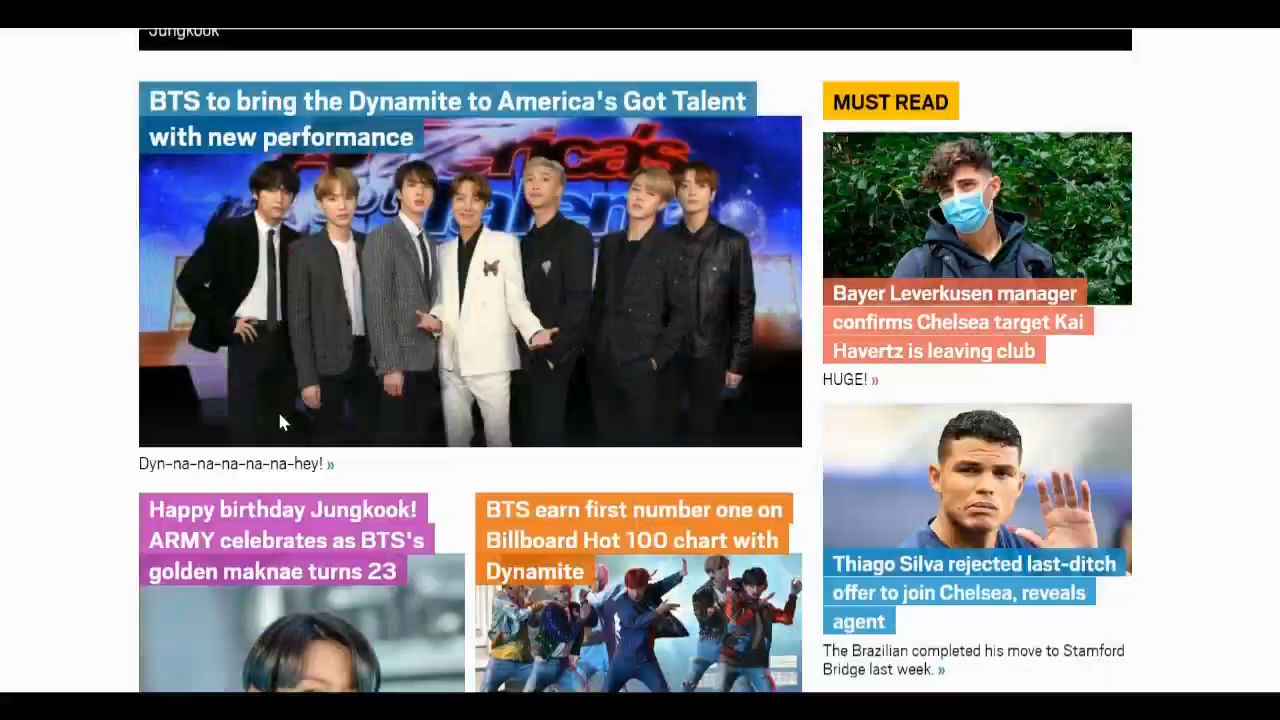 Jungkook
BTS to bring the Dynamite to America's Got Talent
with new performance
Dyn-na-na-na-na-na-hey! »
Happy birthday Jungkook!
ARMY celebrates as BTS's
golden maknae turns 23
BTS earn first number one on
Billboard Hot 100 chart with
Dynamite
MUST READ
Bayer Leverkusen manager
confirms Chelsea target Kai
Havertz is leaving club
HUGE! »
Thiago Silva rejected last-ditch
offer to join Chelsea, reveals
agent
The Brazilian completed his move to Stamford
Bridge last week. »